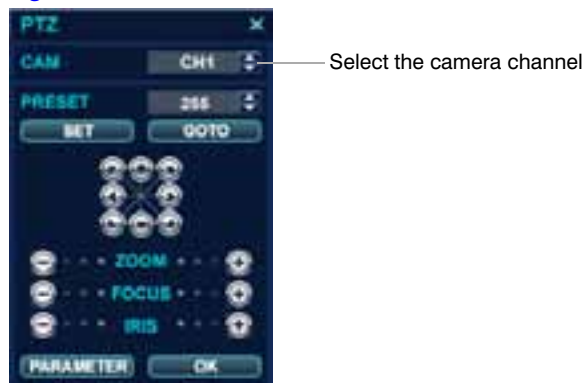 PTZ
CAM CH1 Select the camera channel
PRESET 255
SET GOTO
ZOOM
FOCUS
IRIS
PARAMETER OK